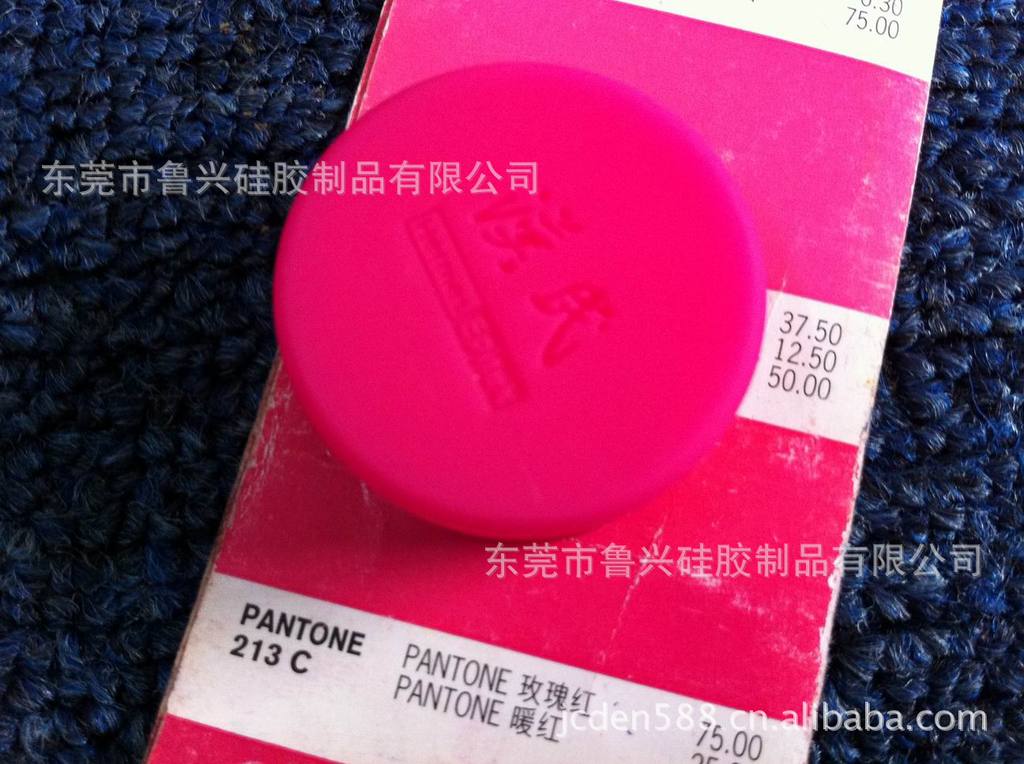 75.00
东莞市鲁兴硅胶制品有限公司
37.50
12.50
50.00
东莞市鲁兴硅胶制品有限公司
PANTONE
213 C
PANTONE 玫瑰红
PANTONE 暖红
75.00
jcden588.cn.alibaba.com